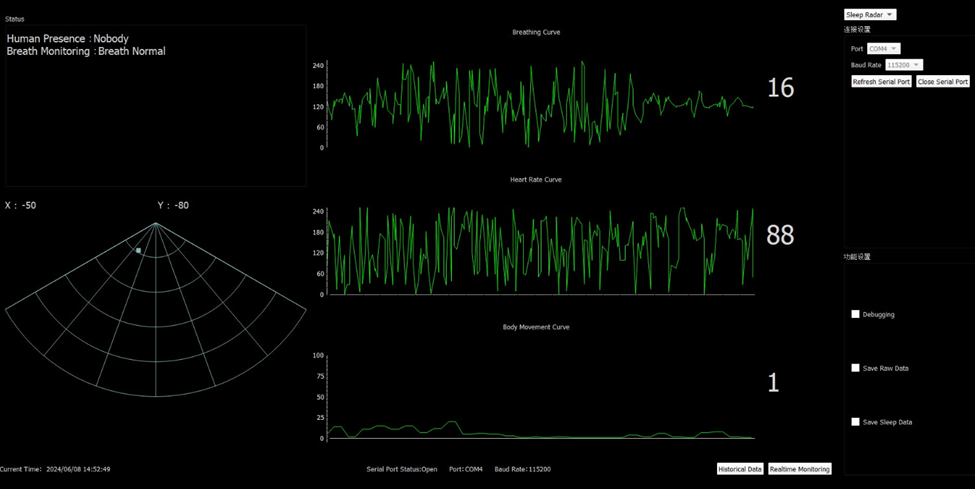 Status
Human Presence : Nobody
Breath Monitoring : Breath Normal
X : -50
Y : -80
Breathing Curve
240
180
120
60
0
16
Heart Rate Curve
240
180
120
60
0
88
Body Movement Curve
100
75
50
25
0
1
Sleep Radar
连接设置
Port COM4
Baud Rate 115200
Refresh Serial Port Close Serial Port
功能设置
Debugging
Save Raw Data
Save Sleep Data
Current Time: 2024/06/08 14:52:49
Serial Port Status:Open Port:COM4 Baud Rate:115200
Historical Data Realtime Monitoring